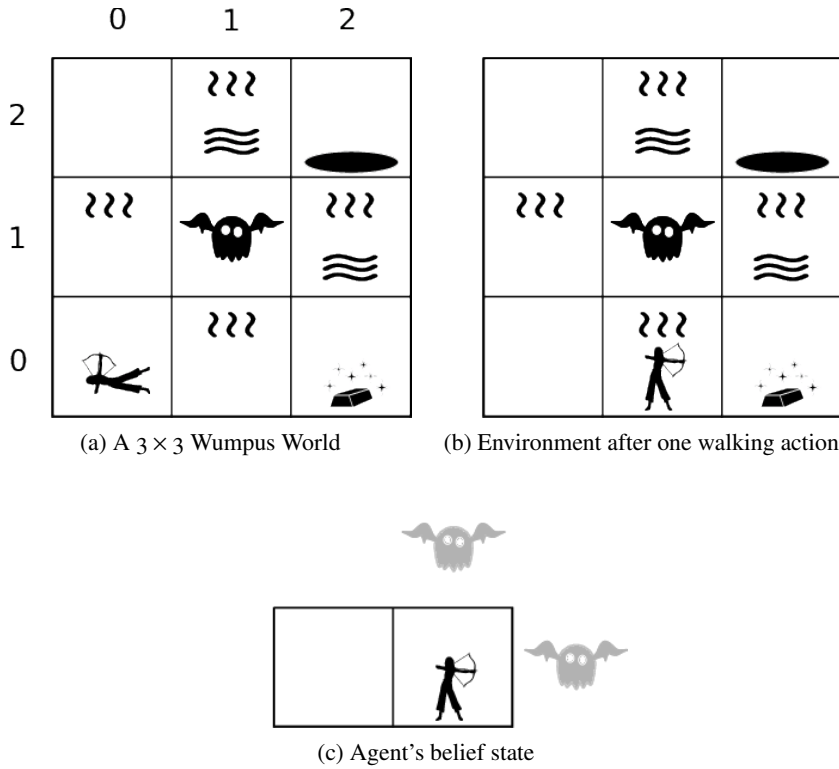 0 1 2
2
1
0
(a) A 3 × 3 Wumpus World
(b) Environment after one walking action
(c) Agent's belief state